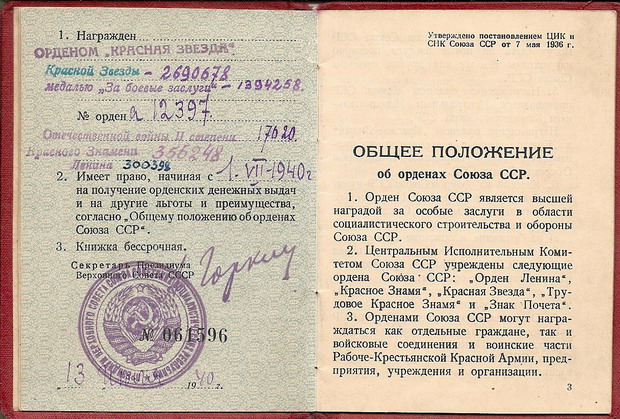 1. Награжден
ОРДЕНОМ „КРАСНАЯ ЗВЕЗДА“
Красной Звезды - 2690678
медалью „За боевые заслуги“ - 1394258.
№ орден а 12397.
Отечественной войны II степени 17620
Красного Знамени 356248
Ленина 300398
2. Имеет право, начиная с 1. VII-1940 г
на получение орденских денежных выдач
и на другие льготы и преимущества,
согласно „Общему положению об орденах
Союза ССР“.
3. Книжка бессрочная.
Секретарь Президиума
Верховного Совета СССР
Горкин
№ 061596
13 19 40 г.
Утверждено постановлением ЦИК и
СНК Союза ССР от 7 мая 1936 г.
ОБЩЕЕ ПОЛОЖЕНИЕ
об орденах Союза ССР.
1. Орден Союза ССР является высшей
наградой за особые заслуги в области
социалистического строительства и обороны
Союза ССР.
2. Центральным Исполнительным Коми-
тетом Союза ССР учреждены следующие
ордена Союза ССР: „Орден Ленина“,
„Красное Знамя“, „Красная Звезда“, „Тру-
довое Красное Знамя“ и „Знак Почета“.
3. Орденами Союза ССР могут награ-
ждаться как отдельные граждане, так и
войсковые соединения и воинские части
Рабоче-Крестьянской Красной Армии, пред-
приятия, учреждения и организации.
3